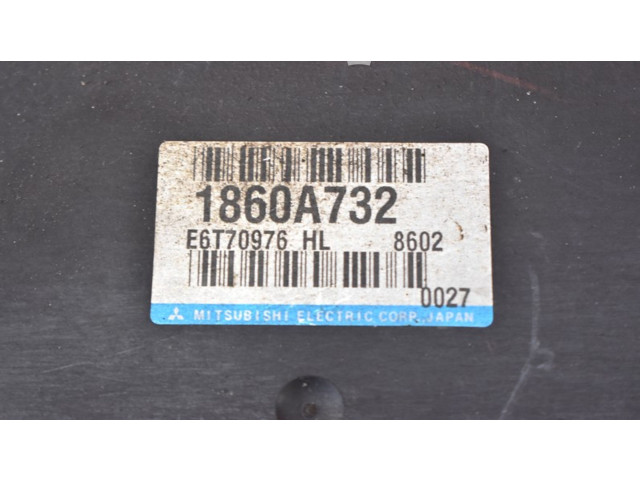 1860A732
E6T70976 HL 8602
0027
MITSUBISHI ELECTRIC CORP. JAPAN